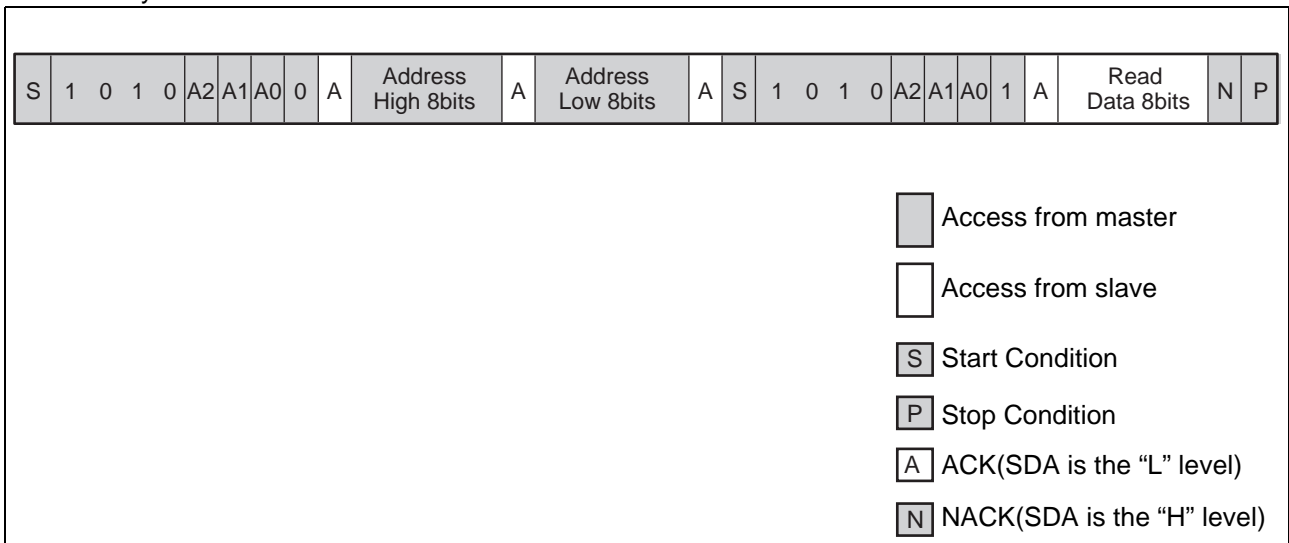 S 1 0 1 0 A2 A1 A0 0 A Address High 8bits A Address Low 8bits A S 1 0 1 0 A2 A1 A0 1 A Read Data 8bits N P
Access from master
Access from slave
S Start Condition
P Stop Condition
A ACK(SDA is the “L” level)
N NACK(SDA is the “H” level)